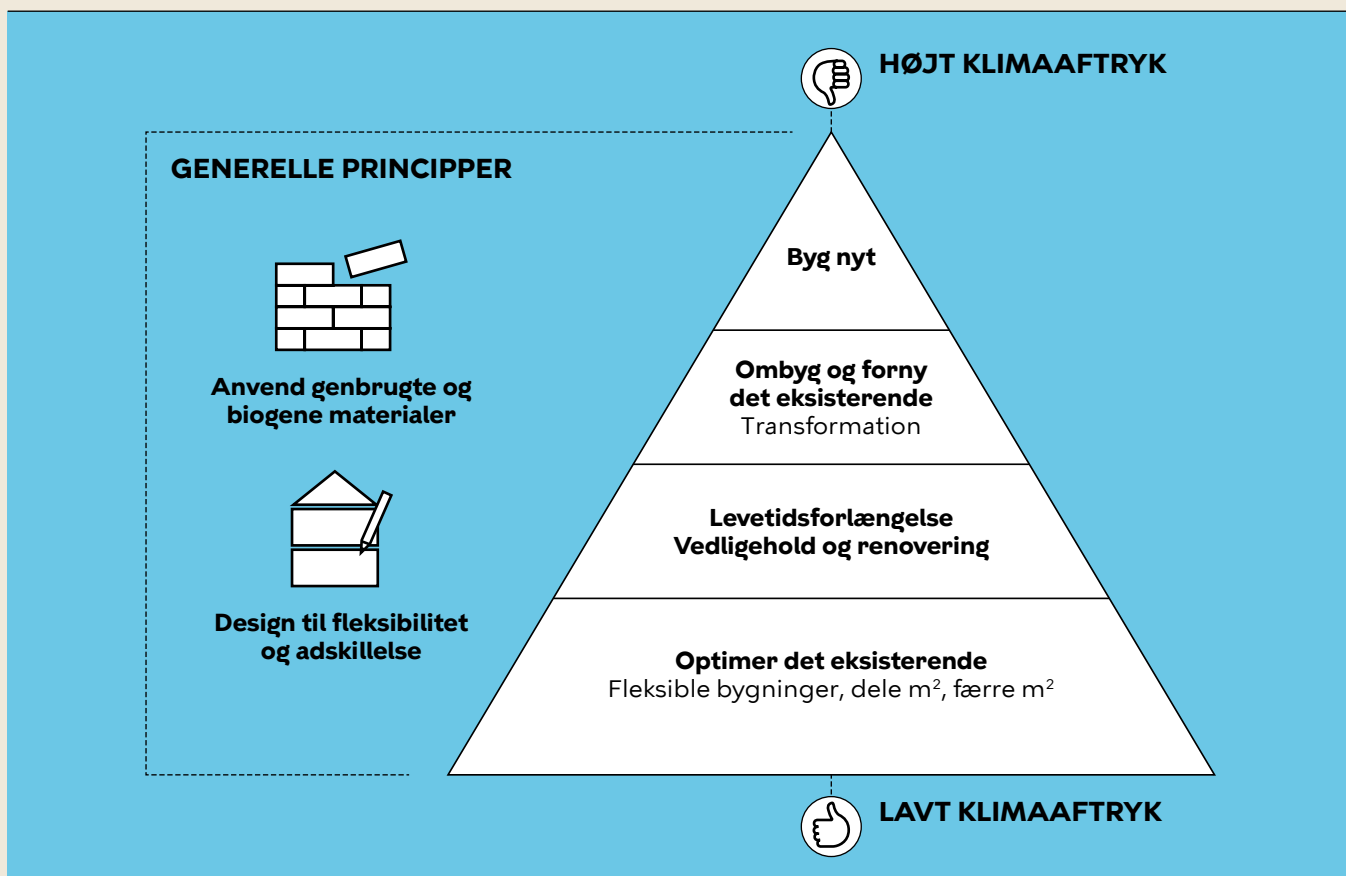 HØJT KLIMAAFTRYK
GENERELLE PRINCIPPER
Anvend genbrugte og
biogene materialer
Design til fleksibilitet
og adskillelse
Byg nyt
Ombyg og forny
det eksisterende
Transformation
Levetidsforlængelse
Vedligehold og renovering
Optimer det eksisterende
Fleksible bygninger, dele m², færre m²
LAVT KLIMAAFTRYK